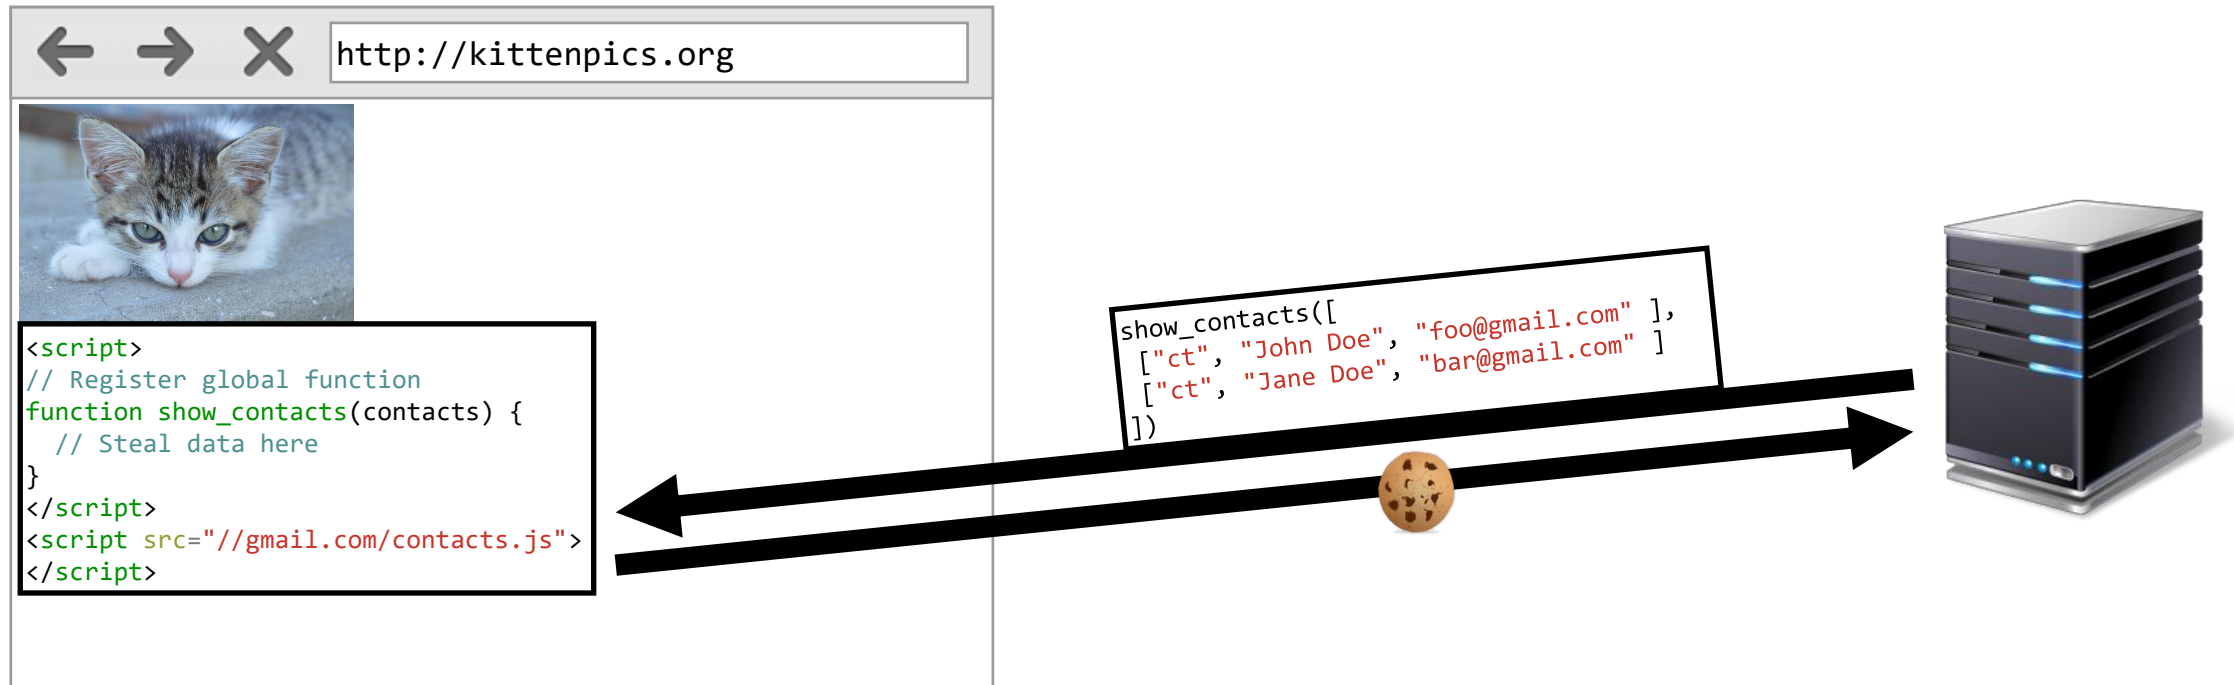 http://kittenpics.org
<script>
// Register global function
function show_contacts(contacts) {
  // Steal data here
}
</script>
<script src="//gmail.com/contacts.js">
</script>
show_contacts([
 ["ct", "John Doe", "foo@gmail.com" ],
 ["ct", "Jane Doe", "bar@gmail.com" ]
])